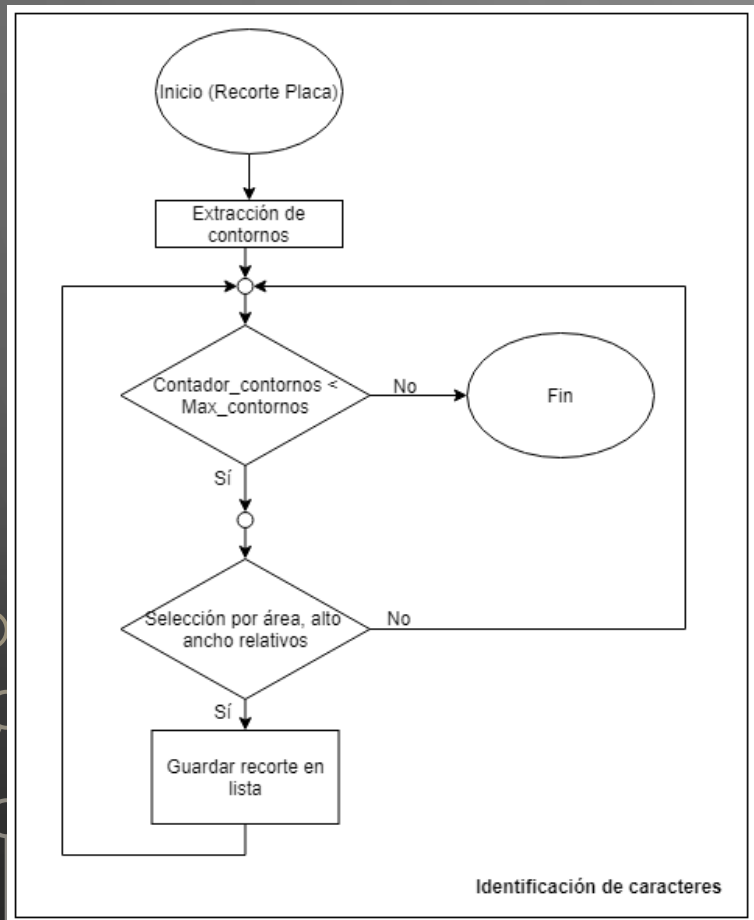 Inicio (Recorte Placa)
Extracción de
contornos
Contador_contornos <
Max_contornos
No
Fin
Sí
Selección por área, alto
ancho relativos
No
Sí
Guardar recorte en
lista
Identificación de caracteres